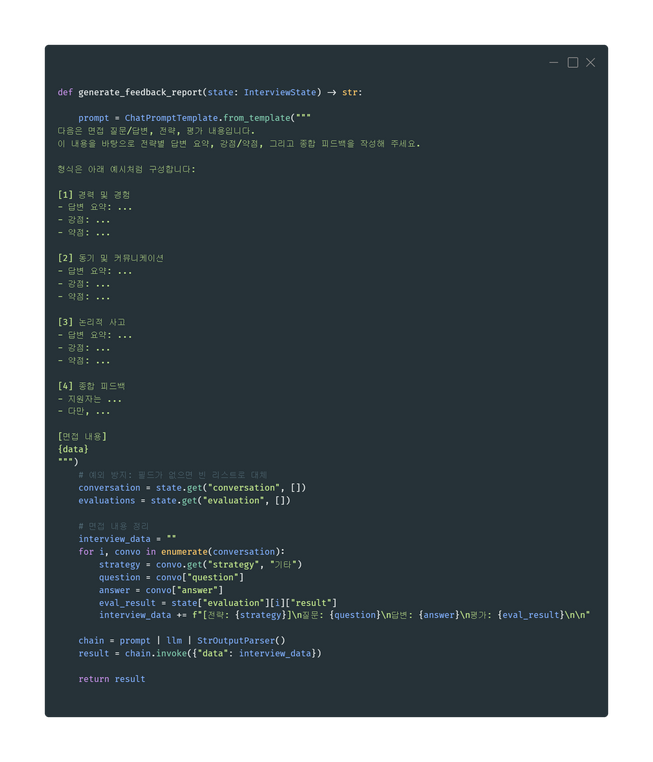 def generate_feedback_report(state: InterviewState) -> str:
    prompt = ChatPromptTemplate.from_template("""
다음은 면접 질문/답변, 전략, 평가 내용입니다.
이 내용을 바탕으로 전략별 답변 요약, 강점/약점, 그리고 종합 피드백을 작성해 주세요.
형식은 아래 예시처럼 구성합니다:
[1] 경력 및 경험
- 답변 요약: ...
- 강점: ...
- 약점: ...
[2] 동기 및 커뮤니케이션
- 답변 요약: ...
- 강점: ...
- 약점: ...
[3] 논리적 사고
- 답변 요약: ...
- 강점: ...
- 약점: ...
[4] 종합 피드백
- 지원자는 ...
- 다만, ...
[면접 내용]
{data}
""")
    # 예외 방지: 필드가 없으면 빈 리스트로 대체
    conversation = state.get("conversation", [])
    evaluations = state.get("evaluation", [])
    # 면접 내용 정리
    interview_data = ""
    for i, convo in enumerate(conversation):
        strategy = convo.get("strategy", "기타")
        question = convo["question"]
        answer = convo["answer"]
        eval_result = state["evaluation"][i]["result"]
        interview_data += f"[전략: {strategy}]\n질문: {question}\n답변: {answer}\n평가: {eval_result}\n\n"
    chain = prompt | llm | StrOutputParser()
    result = chain.invoke({"data": interview_data})
    return result